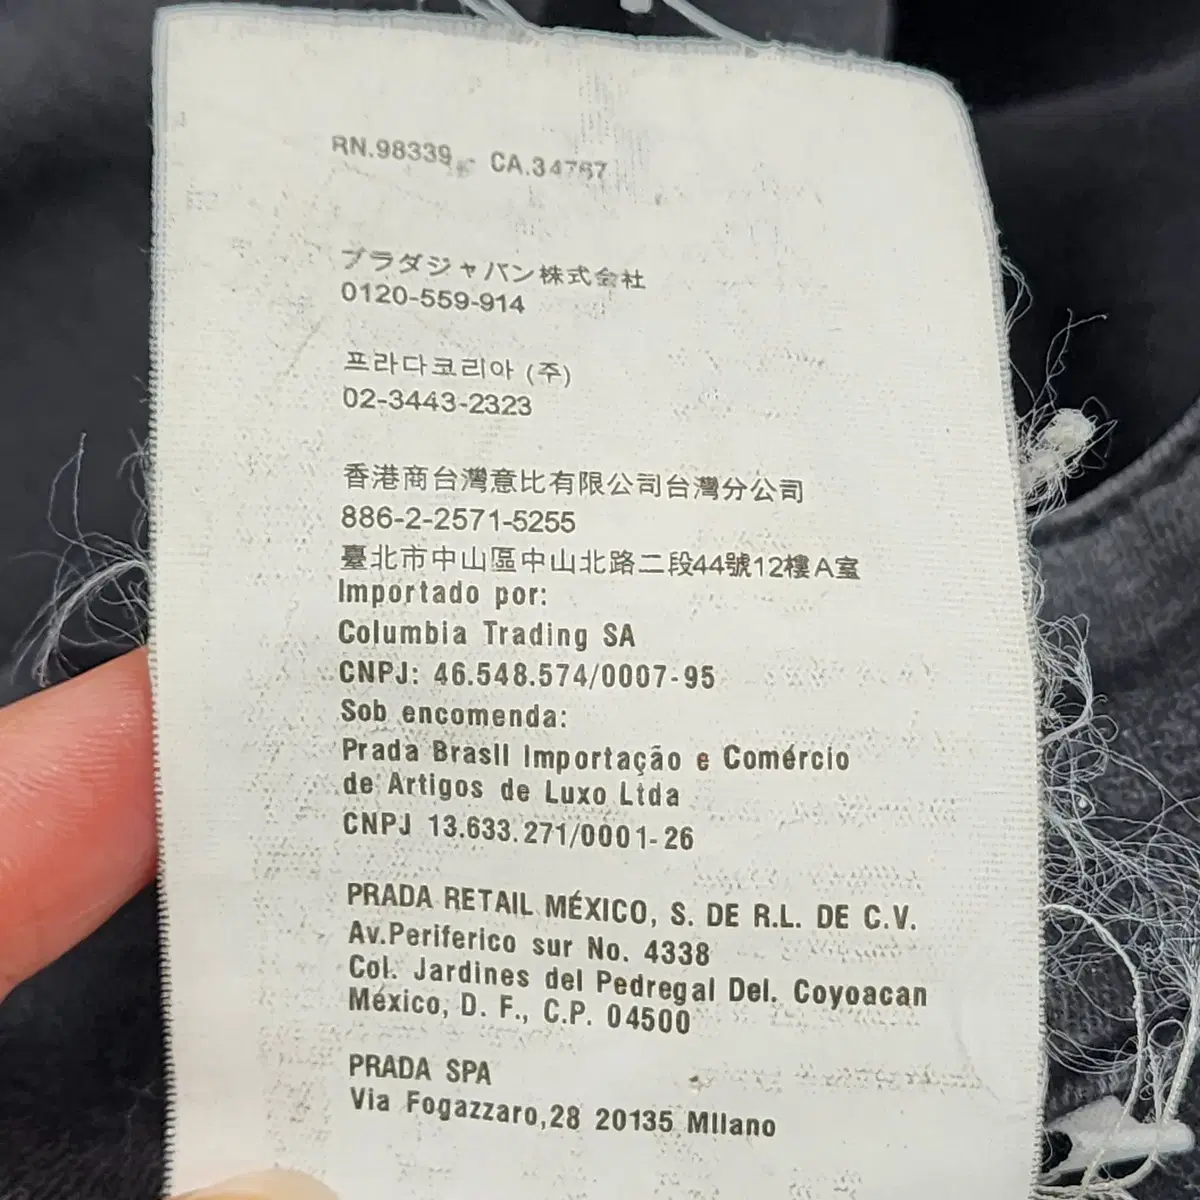 RN.98339 - CA.34767
プラダジャパン株式会社
0120-559-914
프라다코리아 (주)
02-3443-2323
香港商台灣意比有限公司台灣分公司
886-2-2571-5255
臺北市中山區中山北路二段44號12樓A室
Importado por:
Columbia Trading SA
CNPJ: 46.548.574/0007-95
Sob encomenda:
Prada Brasil Importação e Comércio
de Artigos de Luxo Ltda
CNPJ 13.633.271/0001-26
PRADA RETAIL MÉXICO, S. DE R.L. DE C.V.
Av.Periferico sur No. 4338
Col. Jardines del Pedregal Del. Coyoacan
México, D. F., C.P. 04500
PRADA SPA
Via Fogazzaro,28 20135 Milano